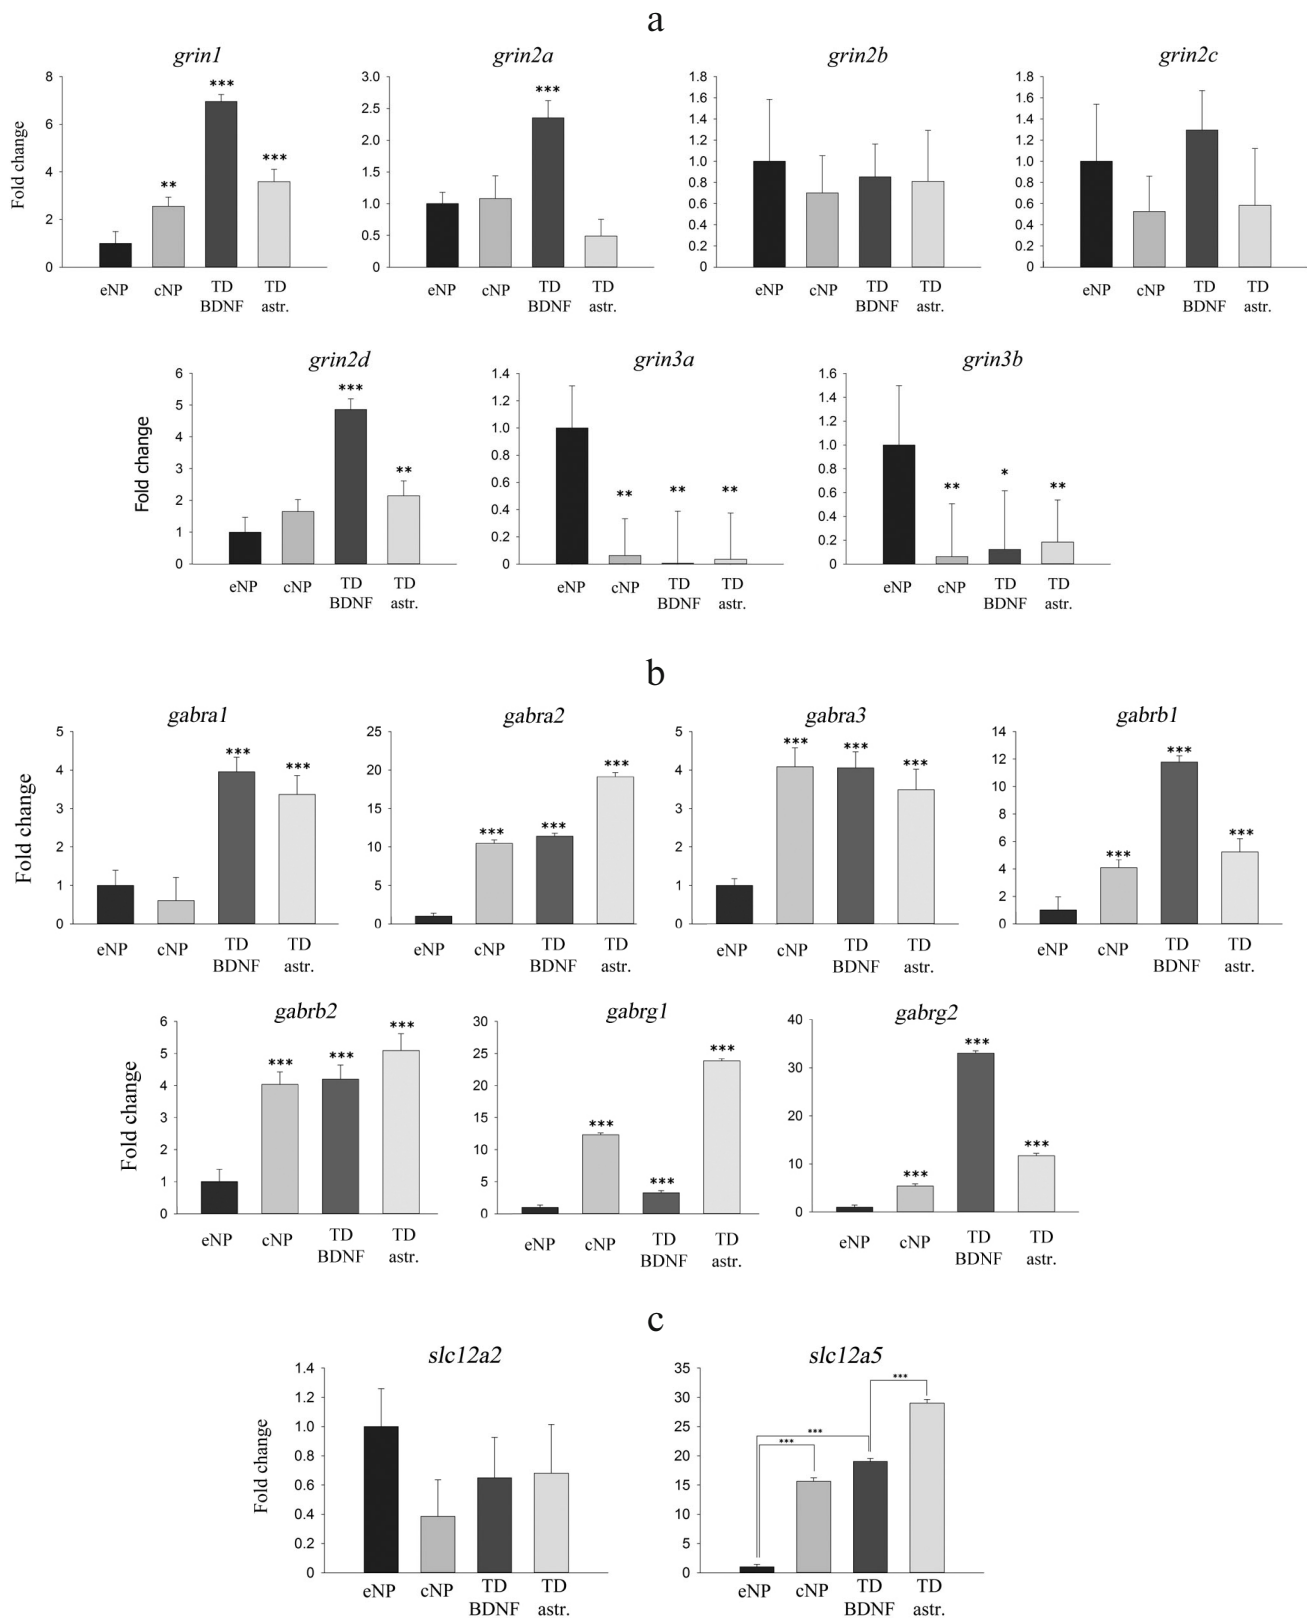 a
grin1
grin2a
grin2b
grin2c
Fold change
8
6
4
2
0
** *** ***
eNP cNP TD BDNF TD astr.
3.0
2.5
2.0
1.5
1.0
0.5
0
***
eNP cNP TD BDNF TD astr.
1.8
1.6
1.4
1.2
1.0
0.8
0.6
0.4
0.2
0
eNP cNP TD BDNF TD astr.
1.8
1.6
1.4
1.2
1.0
0.8
0.6
0.4
0.2
0
eNP cNP TD BDNF TD astr.
grin2d
grin3a
grin3b
Fold change
6
5
4
3
2
1
0
*** **
eNP cNP TD BDNF TD astr.
1.4
1.2
1.0
0.8
0.6
0.4
0.2
0
** ** **
eNP cNP TD BDNF TD astr.
1.6
1.4
1.2
1.0
0.8
0.6
0.4
0.2
0
** * **
eNP cNP TD BDNF TD astr.
b
gabra1
gabra2
gabra3
gabrb1
Fold change
5
4
3
2
1
0
*** ***
eNP cNP TD BDNF TD astr.
25
20
15
10
5
0
*** *** ***
eNP cNP TD BDNF TD astr.
5
4
3
2
1
0
*** *** ***
eNP cNP TD BDNF TD astr.
14
12
10
8
6
4
2
0
*** *** ***
eNP cNP TD BDNF TD astr.
gabrb2
gabrg1
gabrg2
Fold change
6
5
4
3
2
1
0
*** *** ***
eNP cNP TD BDNF TD astr.
30
25
20
15
10
5
0
*** *** ***
eNP cNP TD BDNF TD astr.
40
30
20
10
0
*** *** ***
eNP cNP TD BDNF TD astr.
c
slc12a2
slc12a5
Fold change
1.4
1.2
1.0
0.8
0.6
0.4
0.2
0
eNP cNP TD BDNF TD astr.
35
30
25
20
15
10
5
0
*** *** ***
eNP cNP TD BDNF TD astr.